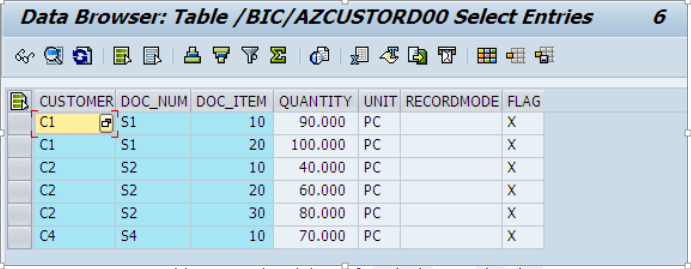 Data Browser: Table /BIC/AZCUSTORD00 Select Entries 6
CUSTOMER DOC_NUM DOC_ITEM QUANTITY UNIT RECORDMODE FLAG
C1 S1 10 90.000 PC X
C1 S1 20 100.000 PC X
C2 S2 10 40.000 PC X
C2 S2 20 60.000 PC X
C2 S2 30 80.000 PC X
C4 S4 10 70.000 PC X